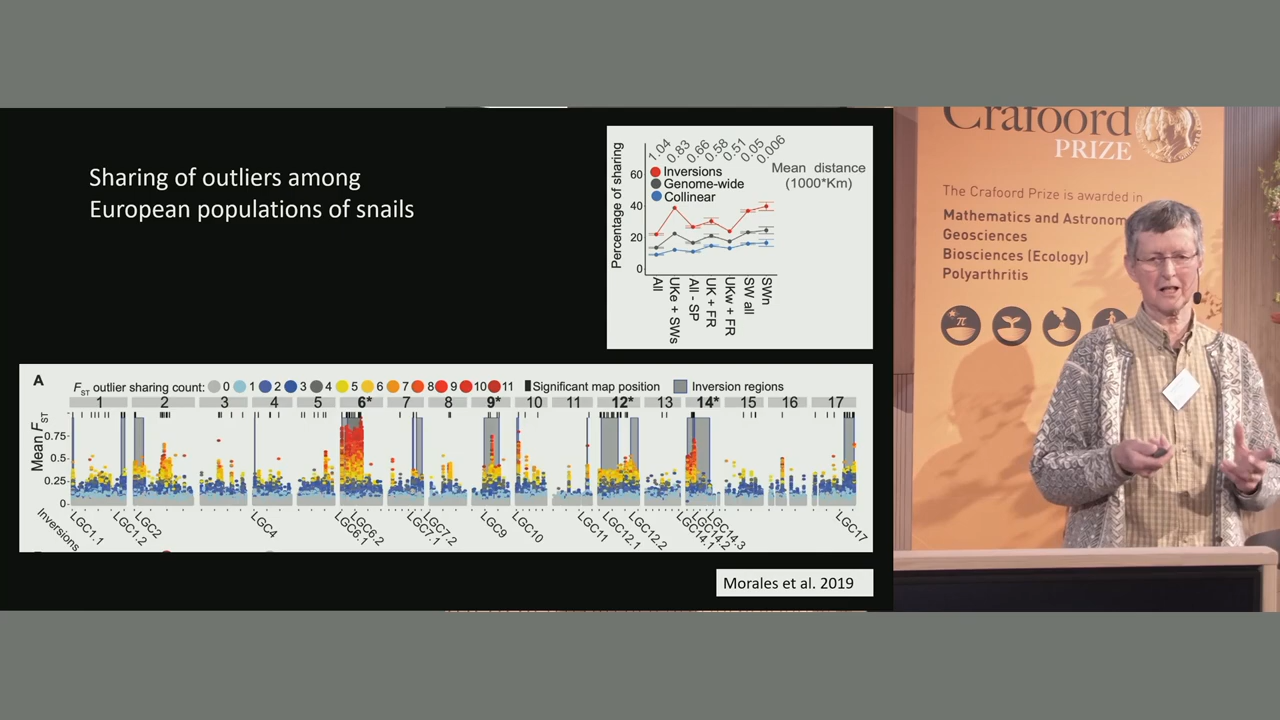 Sharing of outliers among
European populations of snails
1.04 0.83 0.66 0.58 0.51 0.05 0.006
Mean distance
(1000*Km)
Percentage of sharing
60
40
20
0
Inversions
Genome-wide
Collinear
All UKe + SWs All - SP UK + FR UKw + FR SW all SWn
A
FST outlier sharing count: 0 1 2 3 4 5 6 7 8 9 10 11 Significant map position Inversion regions
1 2 3 4 5 6* 7 8 9* 10 11 12* 13 14* 15 16 17
Mean FST
0.75
0.5
0.25
0
Inversions LGC1.1 LGC1.2 LGC2 LGC4 LGC6.1 LGC6.2 LGC7.1 LGC7.2 LGC9 LGC10 LGC11 LGC12.1 LGC12.2 LGC14.1 LGC14.2 LGC14.3 LGC17
Morales et al. 2019
Crafoord
PRIZE
The Crafoord Prize is awarded in
Mathematics and Astronom
Geosciences
Biosciences (Ecology)
Polyarthritis
π